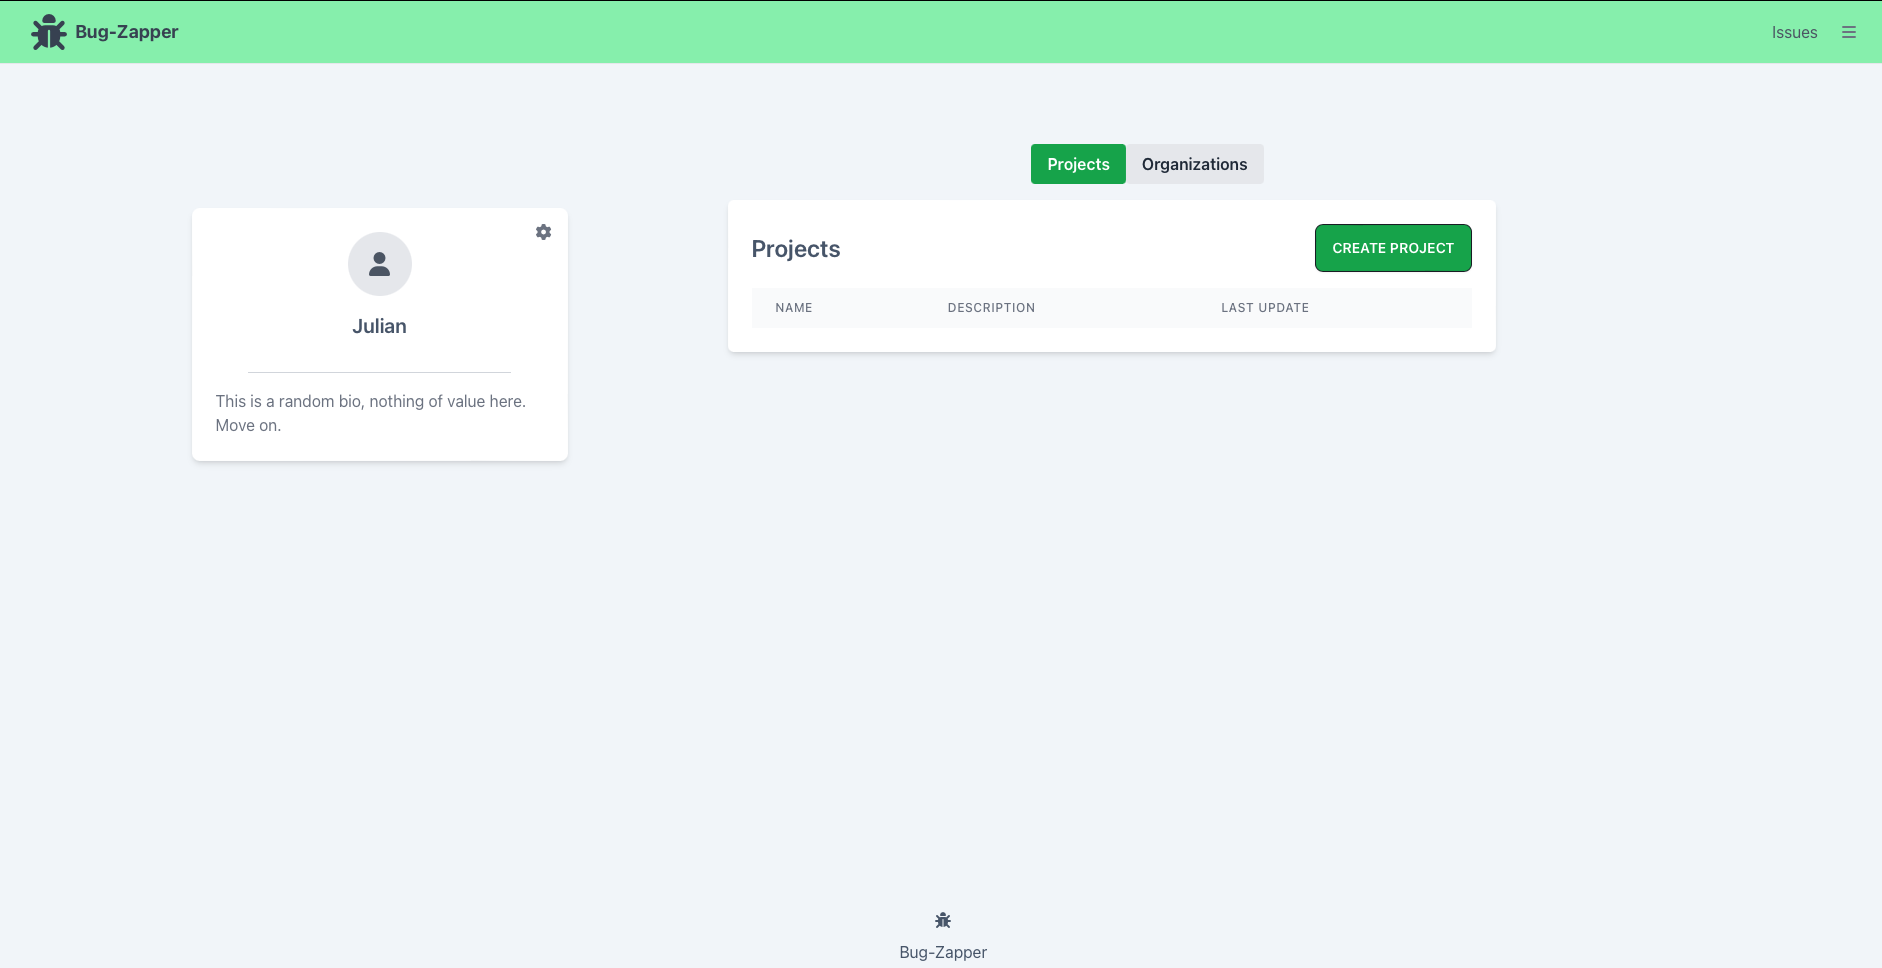 Bug-Zapper
Issues
Projects Organizations
Julian
This is a random bio, nothing of value here.
Move on.
Projects
CREATE PROJECT
NAME DESCRIPTION LAST UPDATE
Bug-Zapper